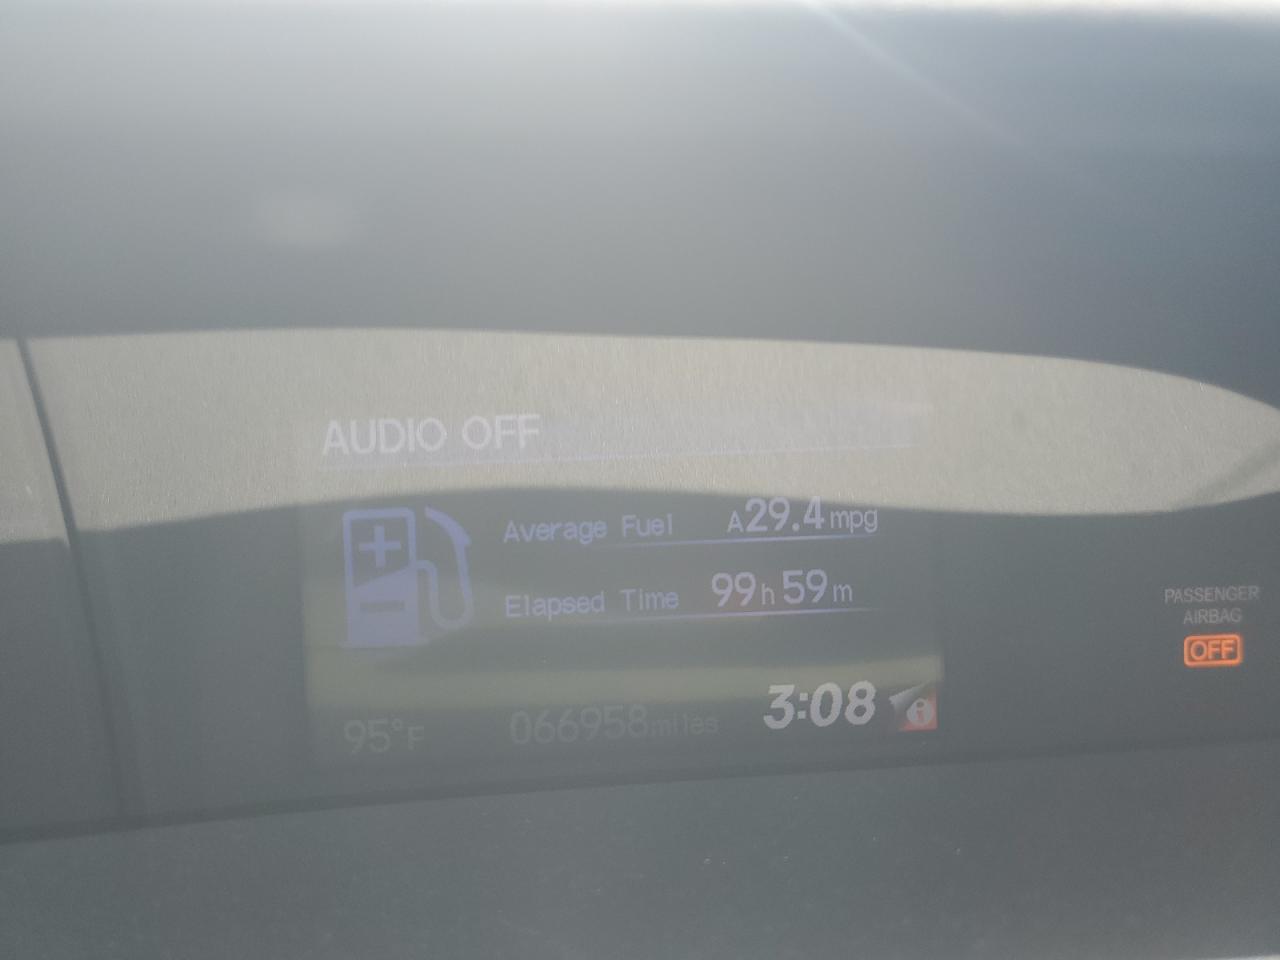 AUDIO OFF
Average Fuel A29.4mpg
Elapsed Time 99h59m
PASSENGER
AIRBAG
OFF
95°F 066958miles 3:08 i